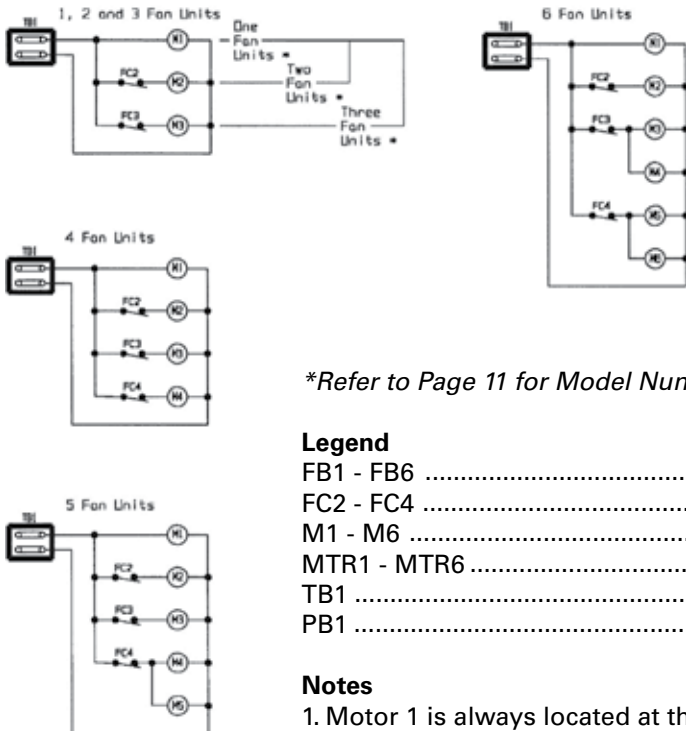 1, 2 and 3 Fan Units
TB1
M1
FC2
M2
FC3
M3
One
Fan
Units *
Two
Fan
Units *
Three
Fan
Units *
6 Fan Units
TB1
M1
FC2
M2
FC3
M3
M4
FC4
M5
M6
4 Fan Units
TB1
M1
FC2
M2
FC3
M3
FC4
M4
*Refer to Page 11 for Model Num
Legend
FB1 - FB6 ......................................
FC2 - FC4 ......................................
M1 - M6 ........................................
MTR1 - MTR6 ................................
TB1 ................................................
PB1 ................................................
5 Fan Units
TB1
M1
FC2
M2
FC3
M3
FC4
M4
M5
Notes
1. Motor 1 is always located at th